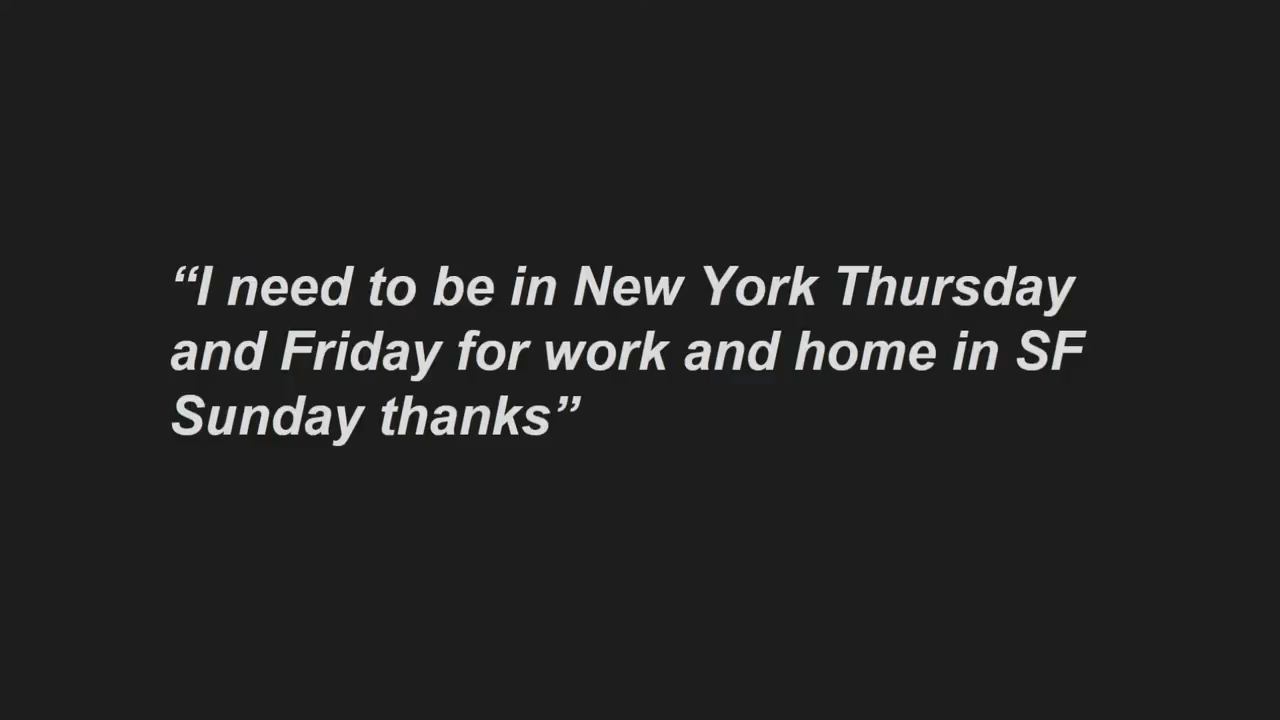 “I need to be in New York Thursday
and Friday for work and home in SF
Sunday thanks”